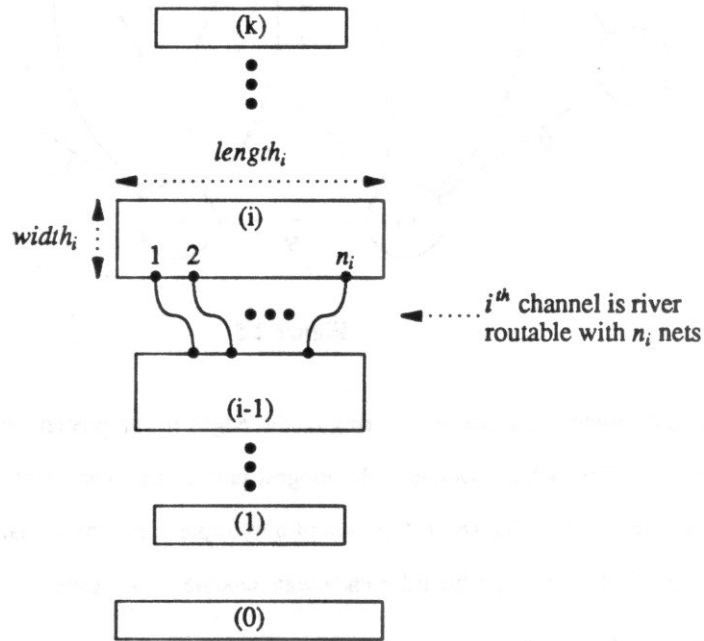 (k)
length_i
(i)
width_i
1 2 n_i
i^th channel is river
routable with n_i nets
(i-1)
(1)
(0)